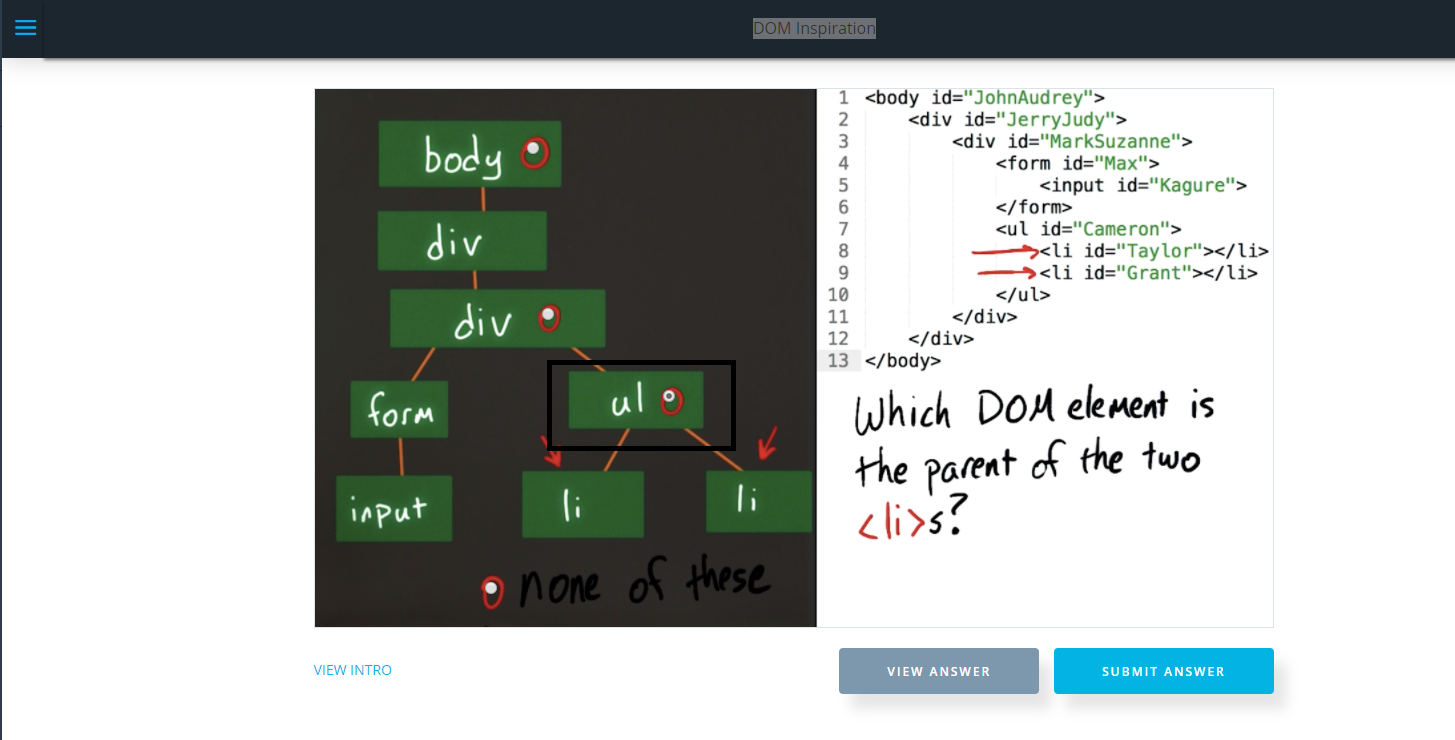 DOM Inspiration
body
div
div
form
ul
input
li
li
none of these
1 <body id="JohnAudrey">
2 <div id="JerryJudy">
3 <div id="MarkSuzanne">
4 <form id="Max">
5 <input id="Kagure">
6 </form>
7 <ul id="Cameron">
8 <li id="Taylor"></li>
9 <li id="Grant"></li>
10 </ul>
11 </div>
12 </div>
13 </body>
Which DOM element is
the parent of the two
<li>s?
VIEW INTRO
VIEW ANSWER
SUBMIT ANSWER